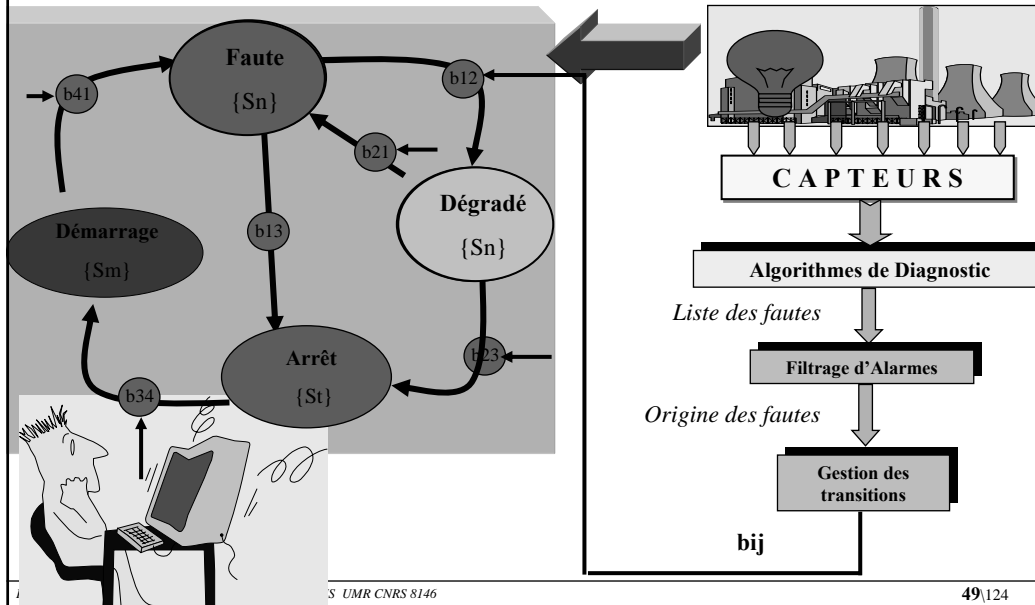 Faute
{Sn}
b12
b41
b21
Dégradé
{Sn}
b13
Démarrage
{Sm}
b23
Arrêt
{St}
b34
C A P T E U R S
Algorithmes de Diagnostic
Liste des fautes
Filtrage d'Alarmes
Origine des fautes
Gestion des
transitions
bij
UMR CNRS 8146
49\124